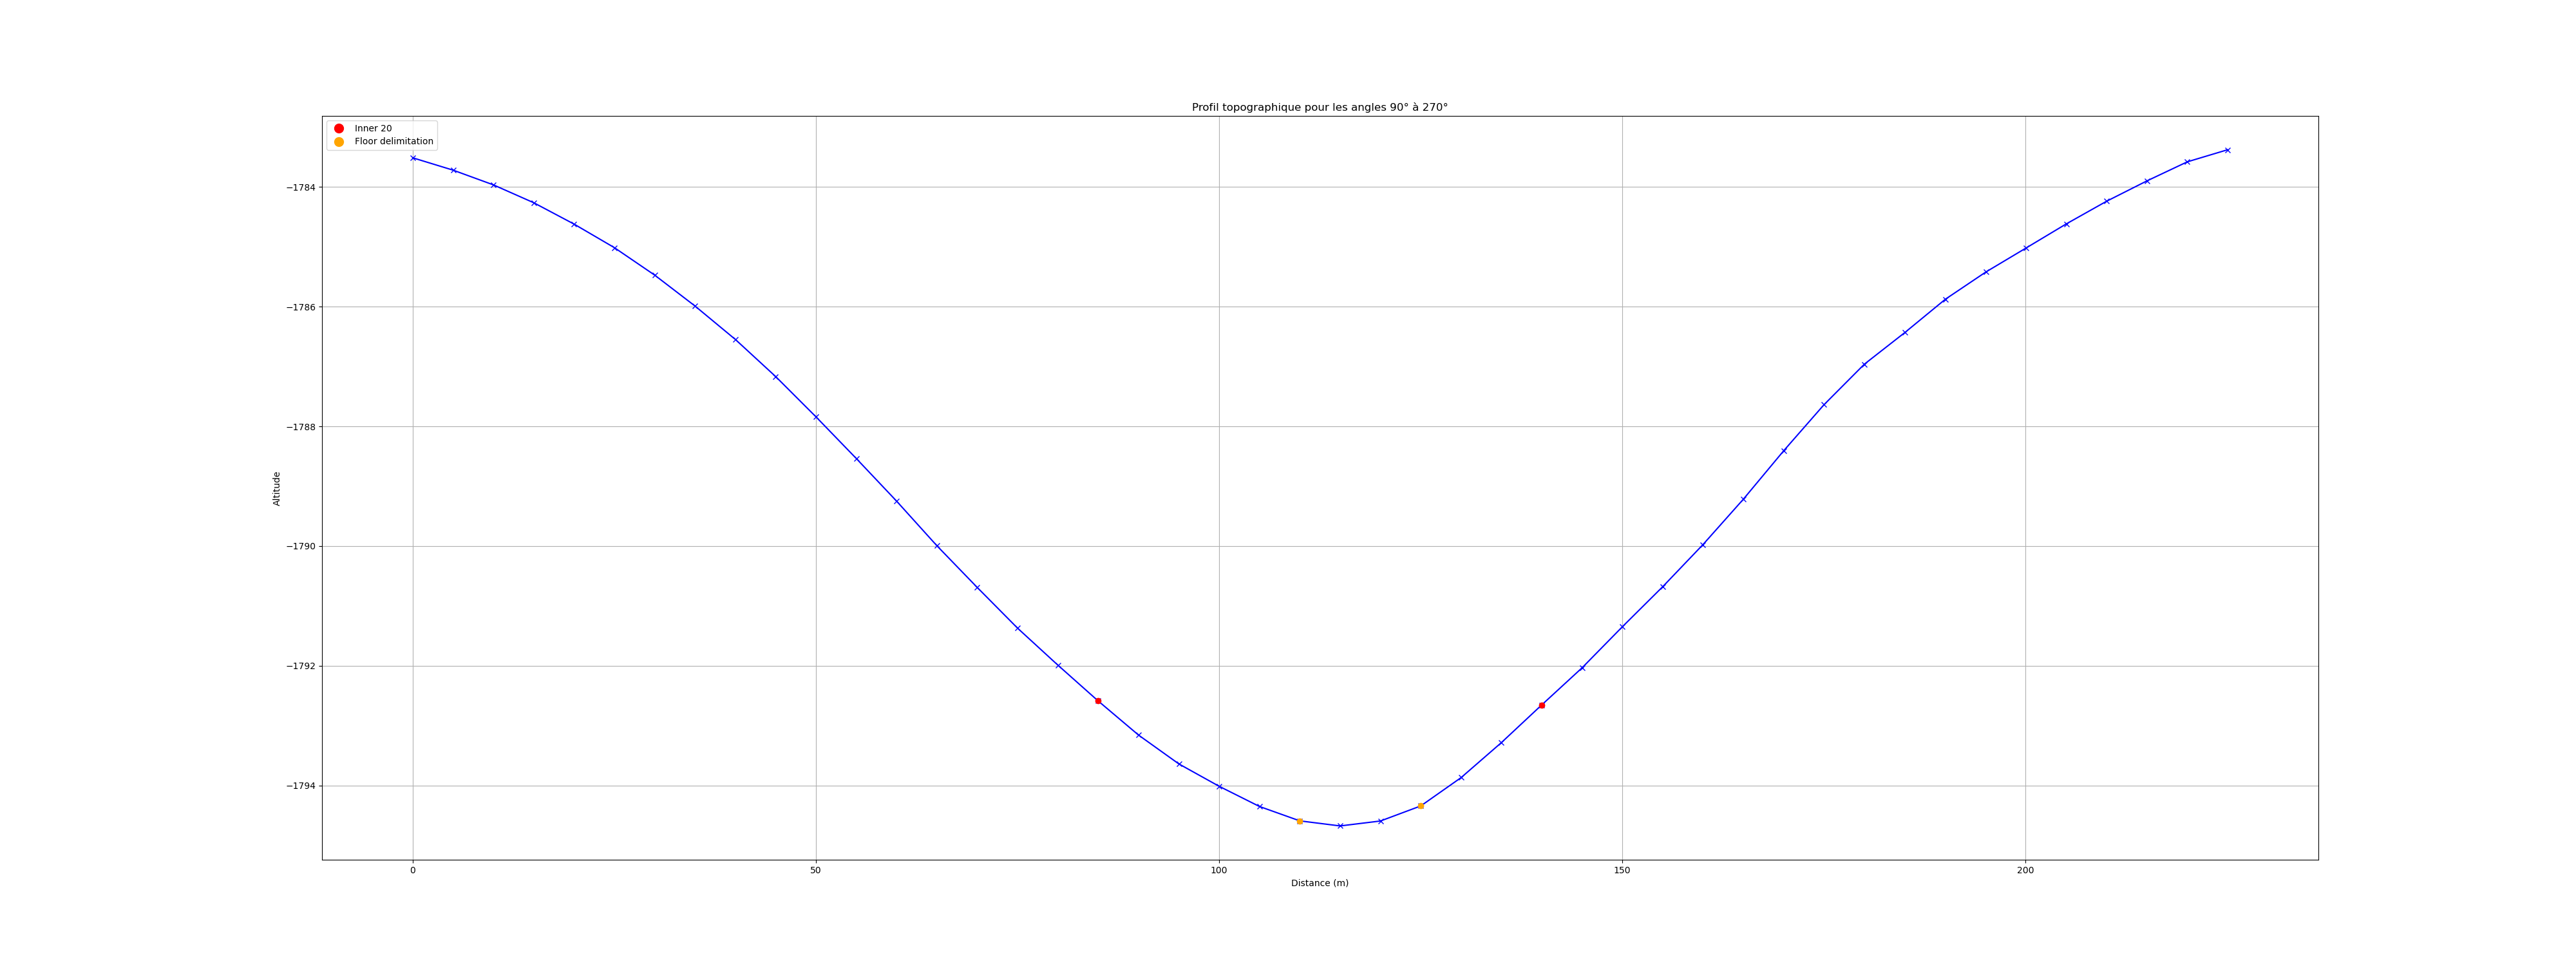 Profil topographique pour les angles 90° à 270°
Inner 20
Floor delimitation
−1784
−1786
−1788
−1790
−1792
−1794
Altitude
0 50 100 150 200
Distance (m)